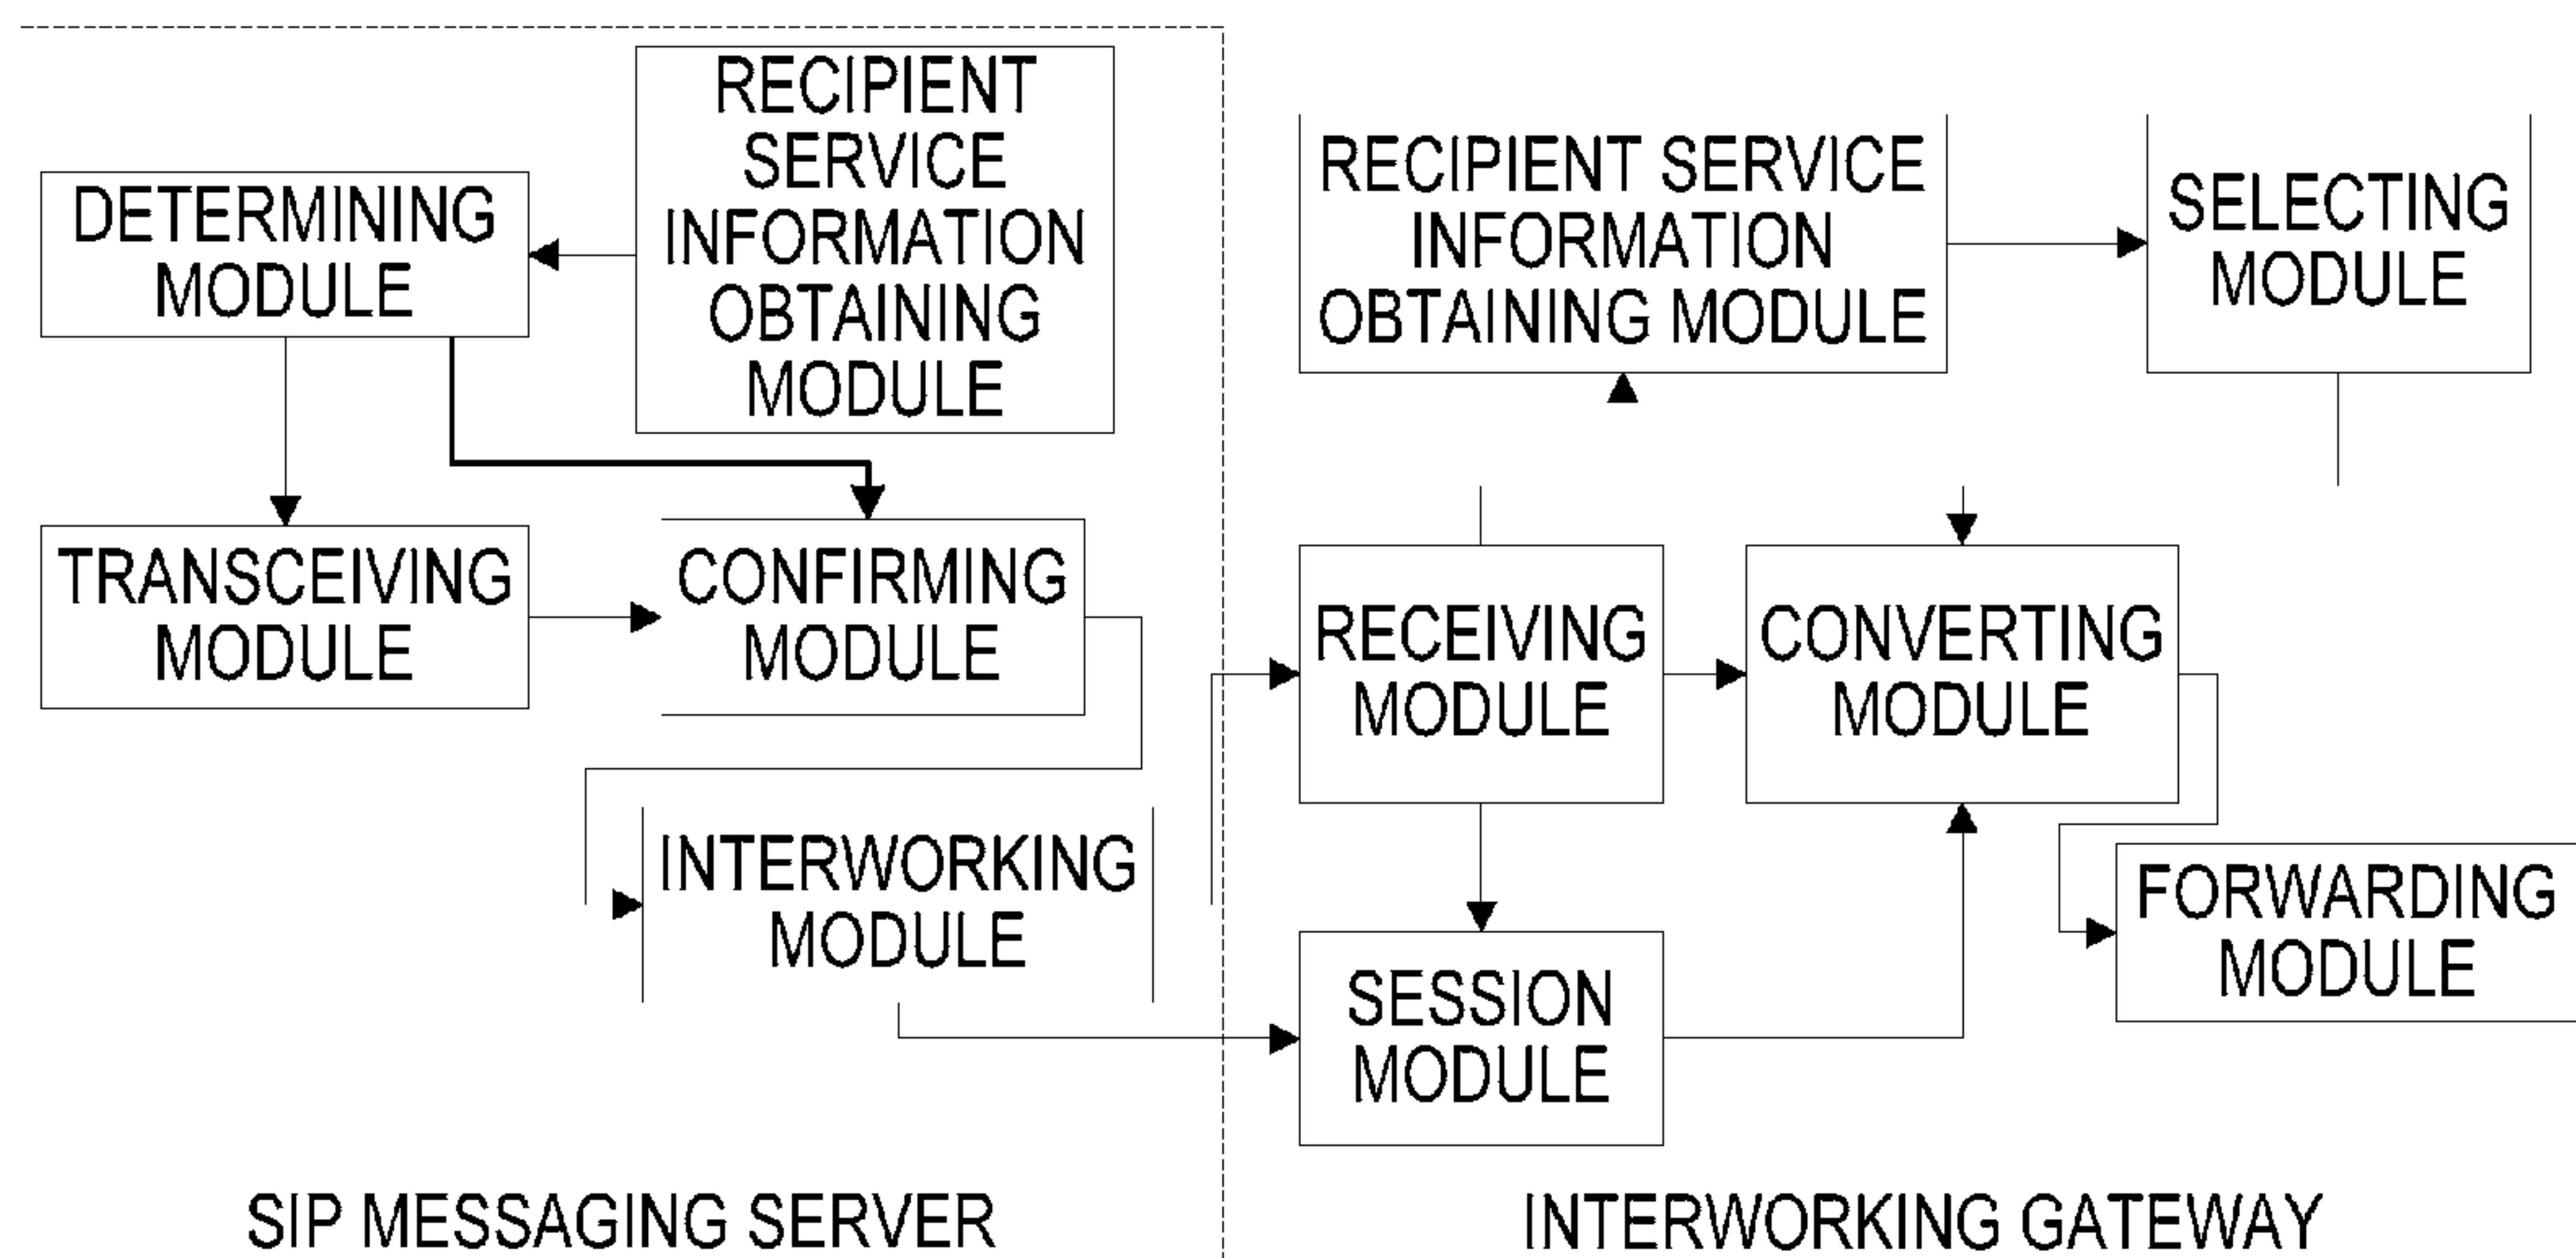 RECIPIENT
SERVICE
INFORMATION
OBTAINING
MODULE
DETERMINING
MODULE
RECIPIENT SERVICE
INFORMATION
OBTAINING MODULE
SELECTING
MODULE
TRANSCEIVING
MODULE
CONFIRMING
MODULE
RECEIVING
MODULE
CONVERTING
MODULE
INTERWORKING
MODULE
FORWARDING
MODULE
SESSION
MODULE
SIP MESSAGING SERVER
INTERWORKING GATEWAY